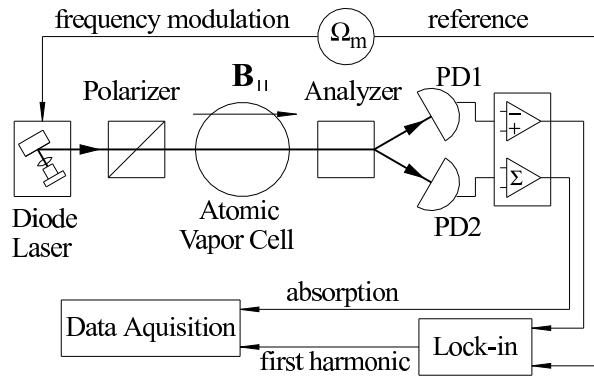 frequency modulation
Ωm
reference
B||
PD1
Polarizer
Analyzer
−
+
Σ
Diode
Laser
Atomic
Vapor Cell
PD2
absorption
Data Aquisition
first harmonic
Lock-in